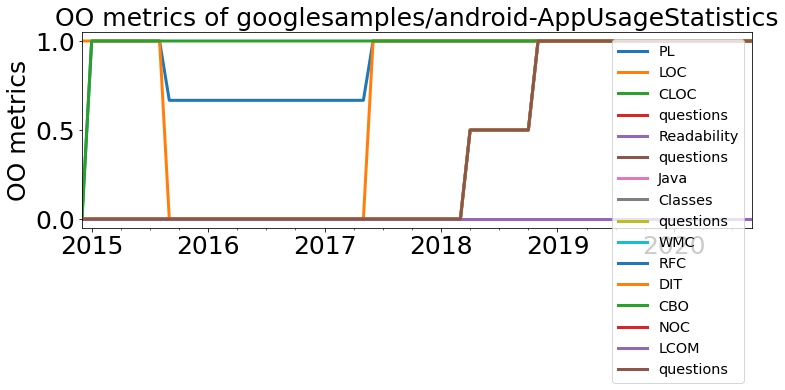 OO metrics of googlesamples/android-AppUsageStatistics
OO metrics
1.0
0.5
0.0
2015 2016 2017 2018 2019 2020
PL
LOC
CLOC
questions
Readability
questions
Java
Classes
questions
WMC
RFC
DIT
CBO
NOC
LCOM
questions